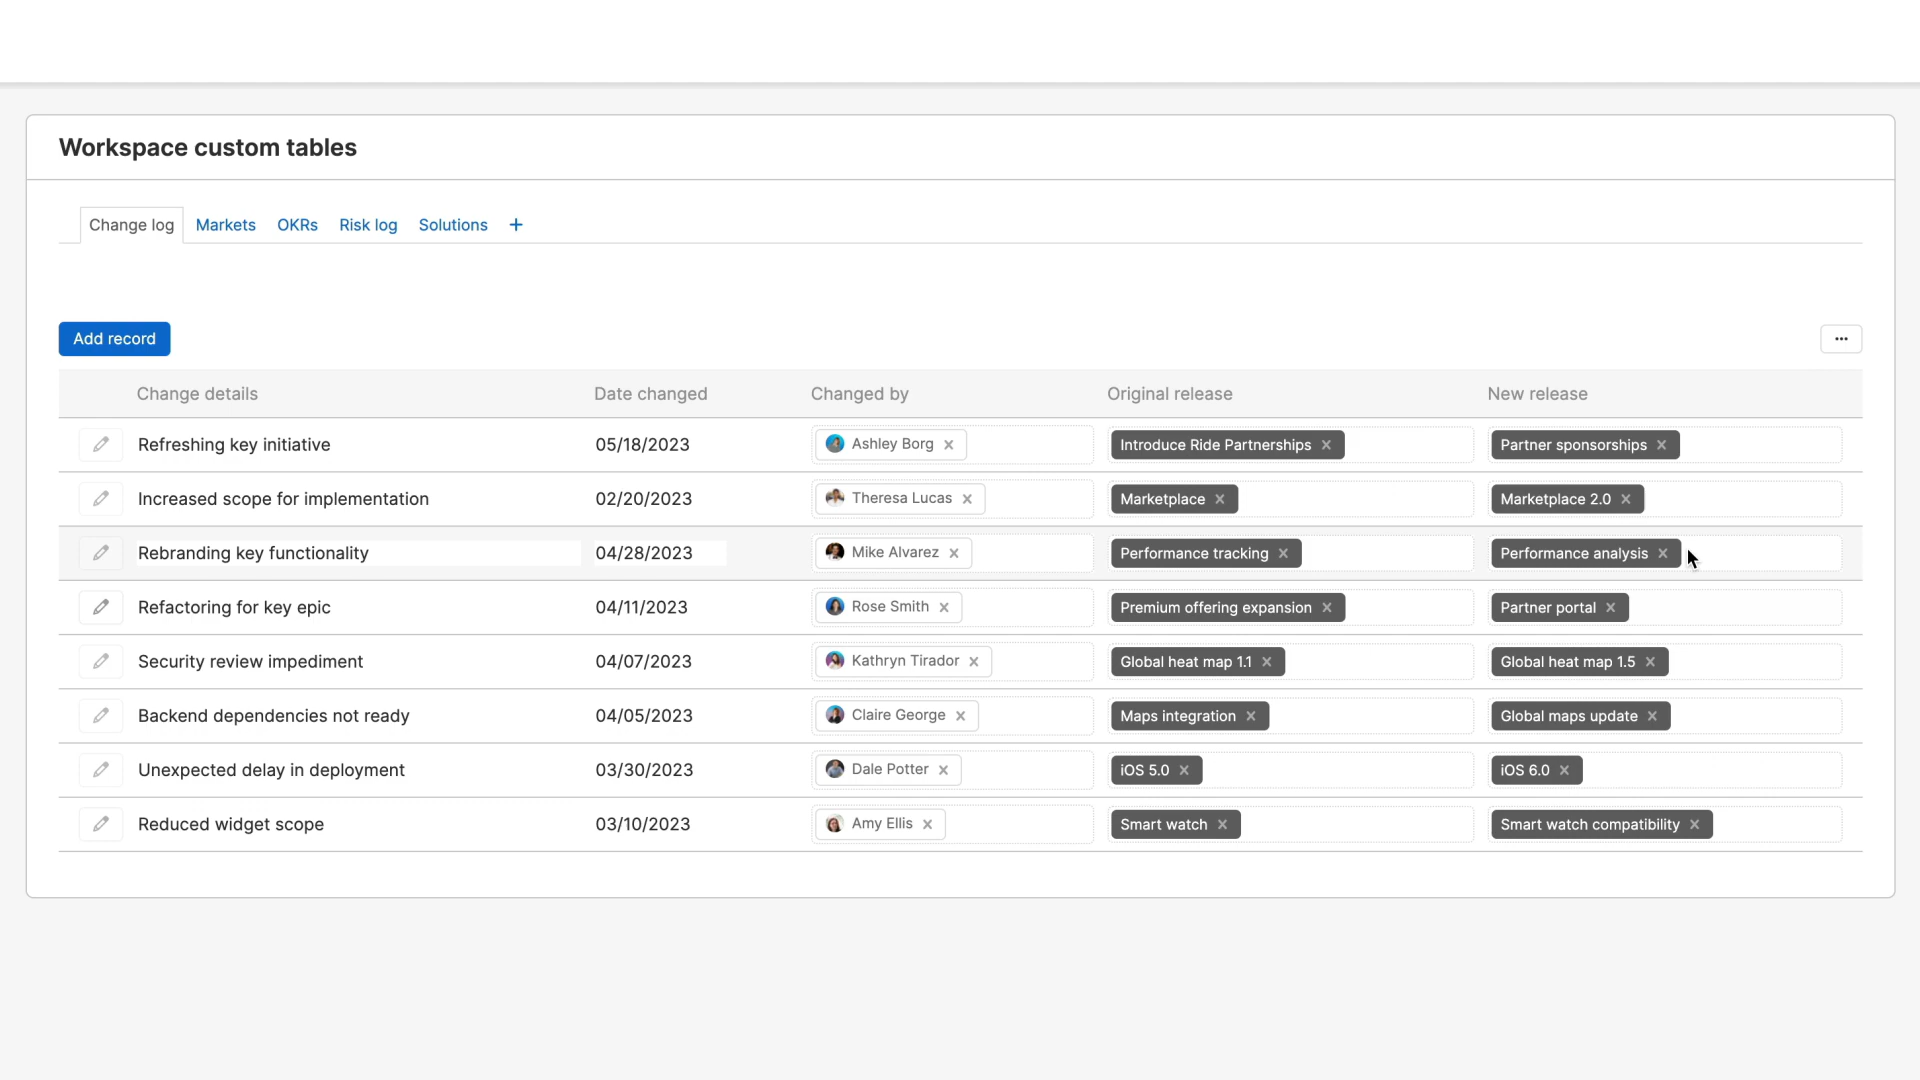 Workspace custom tables
Change log Markets OKRs Risk log Solutions +
Add record ...
Change details Date changed Changed by Original release New release
Refreshing key initiative 05/18/2023 Ashley Borg × Introduce Ride Partnerships × Partner sponsorships ×
Increased scope for implementation 02/20/2023 Theresa Lucas × Marketplace × Marketplace 2.0 ×
Rebranding key functionality 04/28/2023 Mike Alvarez × Performance tracking × Performance analysis ×
Refactoring for key epic 04/11/2023 Rose Smith × Premium offering expansion × Partner portal ×
Security review impediment 04/07/2023 Kathryn Tirador × Global heat map 1.1 × Global heat map 1.5 ×
Backend dependencies not ready 04/05/2023 Claire George × Maps integration × Global maps update ×
Unexpected delay in deployment 03/30/2023 Dale Potter × iOS 5.0 × iOS 6.0 ×
Reduced widget scope 03/10/2023 Amy Ellis × Smart watch × Smart watch compatibility ×